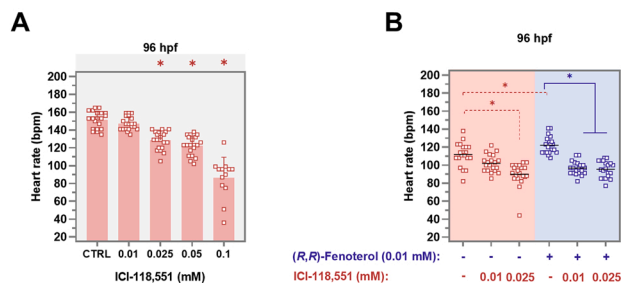 A
96 hpf
* * *
Heart rate (bpm)
200
180
160
140
120
100
80
60
40
20
CTRL 0.01 0.025 0.05 0.1
ICI-118,551 (mM)
B
96 hpf
* *
*
Heart rate (bpm)
200
180
160
140
120
100
80
60
40
20
(R,R)-Fenoterol (0.01 mM): - - - + + +
ICI-118,551 (mM): - 0.01 0.025 - 0.01 0.025